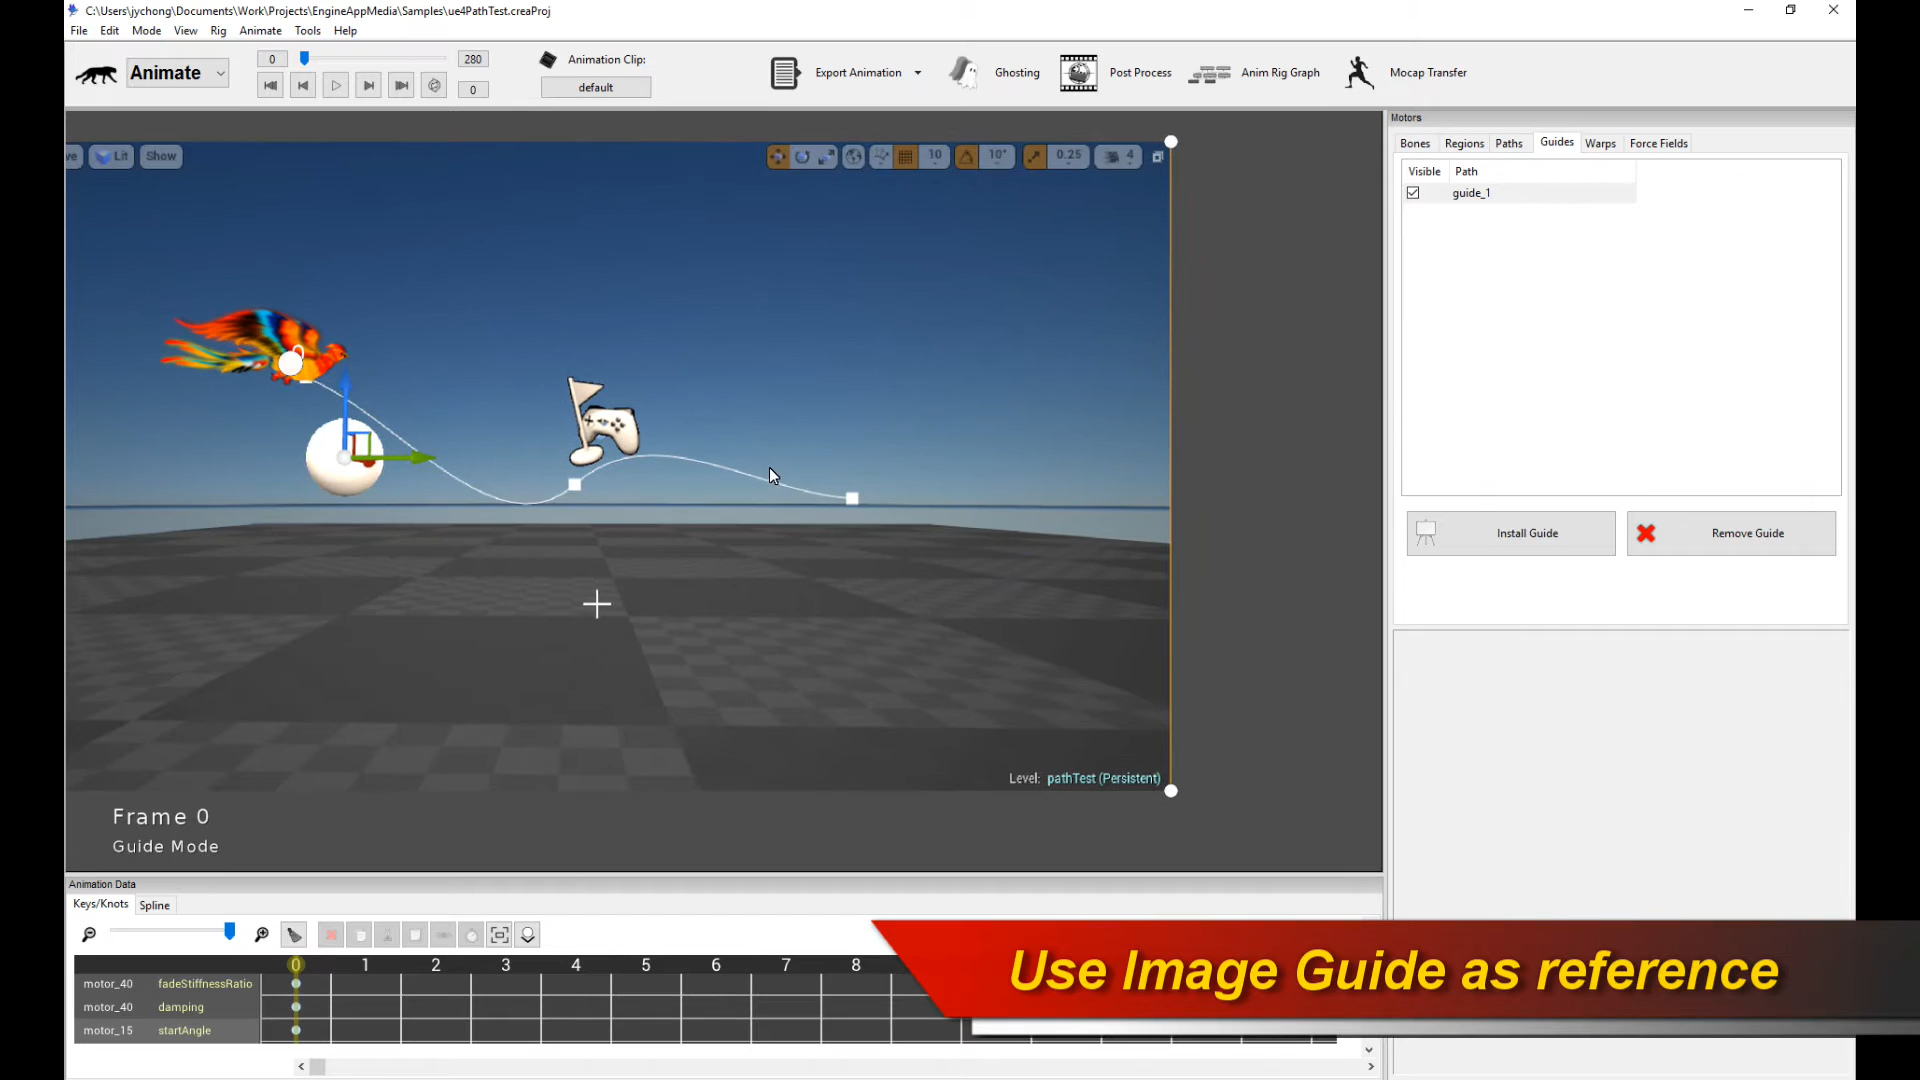 C:\Users\jychong\Documents\Work\Projects\EngineAppMedia\Samples\ue4PathTest.creaProj
File Edit Mode View Rig Animate Tools Help
Animate
0 280
0
Animation Clip:
default
Export Animation
Ghosting
Post Process
Anim Rig Graph
Mocap Transfer
Motors
Bones Regions Paths Guides Warps Force Fields
Visible Path
guide_1
Install Guide
Remove Guide
ve Lit Show
10 10° 0.25 4
Level: pathTest (Persistent)
Frame 0
Guide Mode
Animation Data
Keys/Knots Spline
0 1 2 3 4 5 6 7 8
motor_40 fadeStiffnessRatio
motor_40 damping
motor_15 startAngle
Use Image Guide as reference